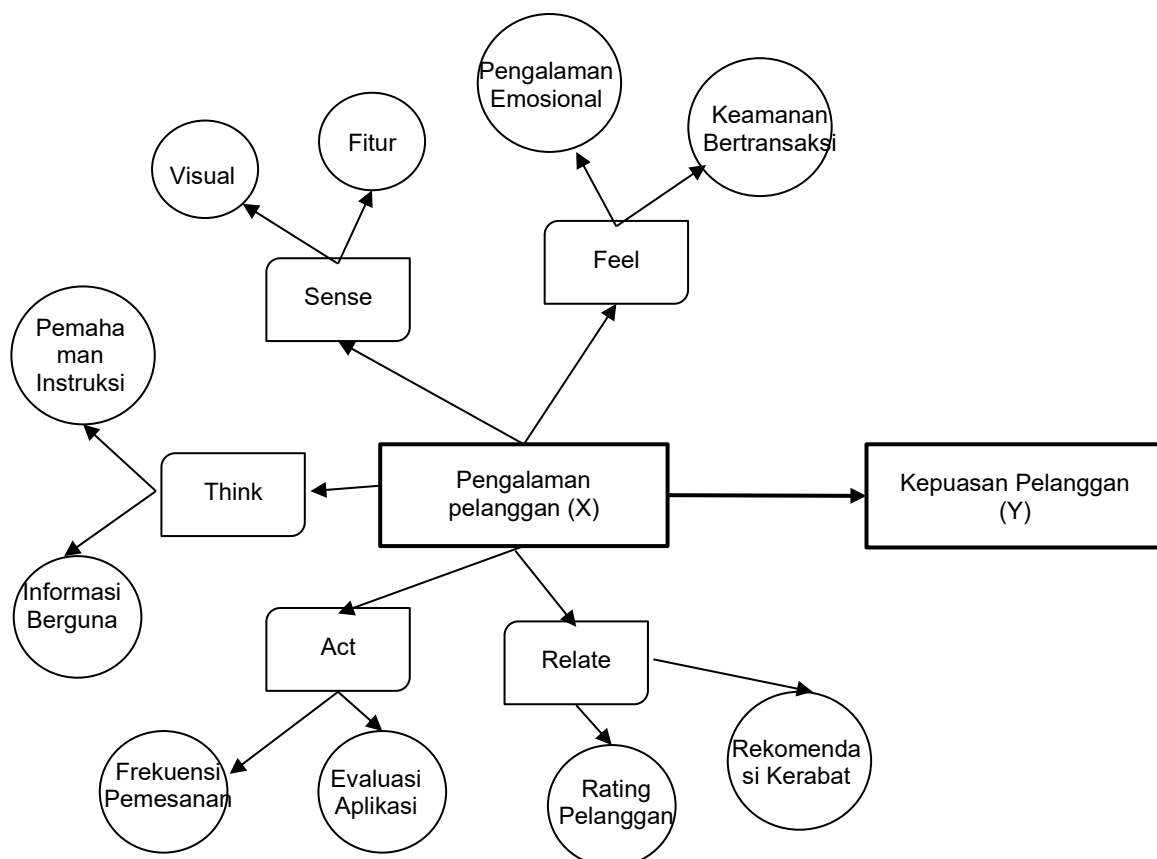 Pengalaman
Emosional
Keamanan
Bertransaksi
Fitur
Visual
Feel
Sense
Pemaha
man
Instruksi
Think
Pengalaman
pelanggan (X)
Kepuasan Pelanggan
(Y)
Informasi
Berguna
Act
Relate
Frekuensi
Pemesanan
Evaluasi
Aplikasi
Rating
Pelanggan
Rekomenda
si Kerabat